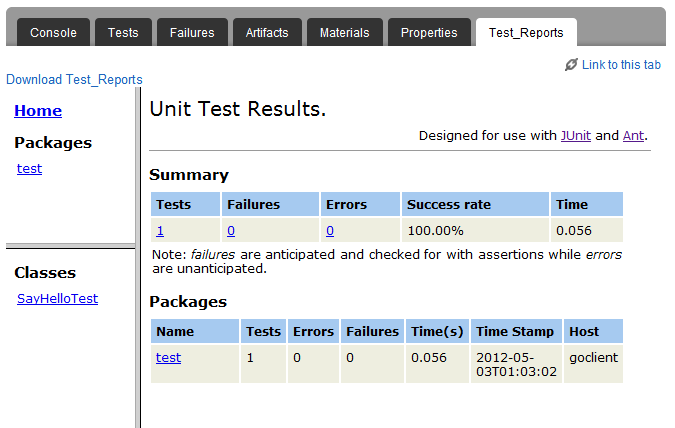 Console Tests Failures Artifacts Materials Properties Test_Reports
Link to this tab
Download Test_Reports
Home
Packages
test
Classes
SayHelloTest
Unit Test Results.
Designed for use with JUnit and Ant.
Summary
Tests Failures Errors Success rate Time
1 0 0 100.00% 0.056
Note: failures are anticipated and checked for with assertions while errors
are unanticipated.
Packages
Name Tests Errors Failures Time(s) Time Stamp Host
test 1 0 0 0.056 2012-05-
03T01:03:02 goclient